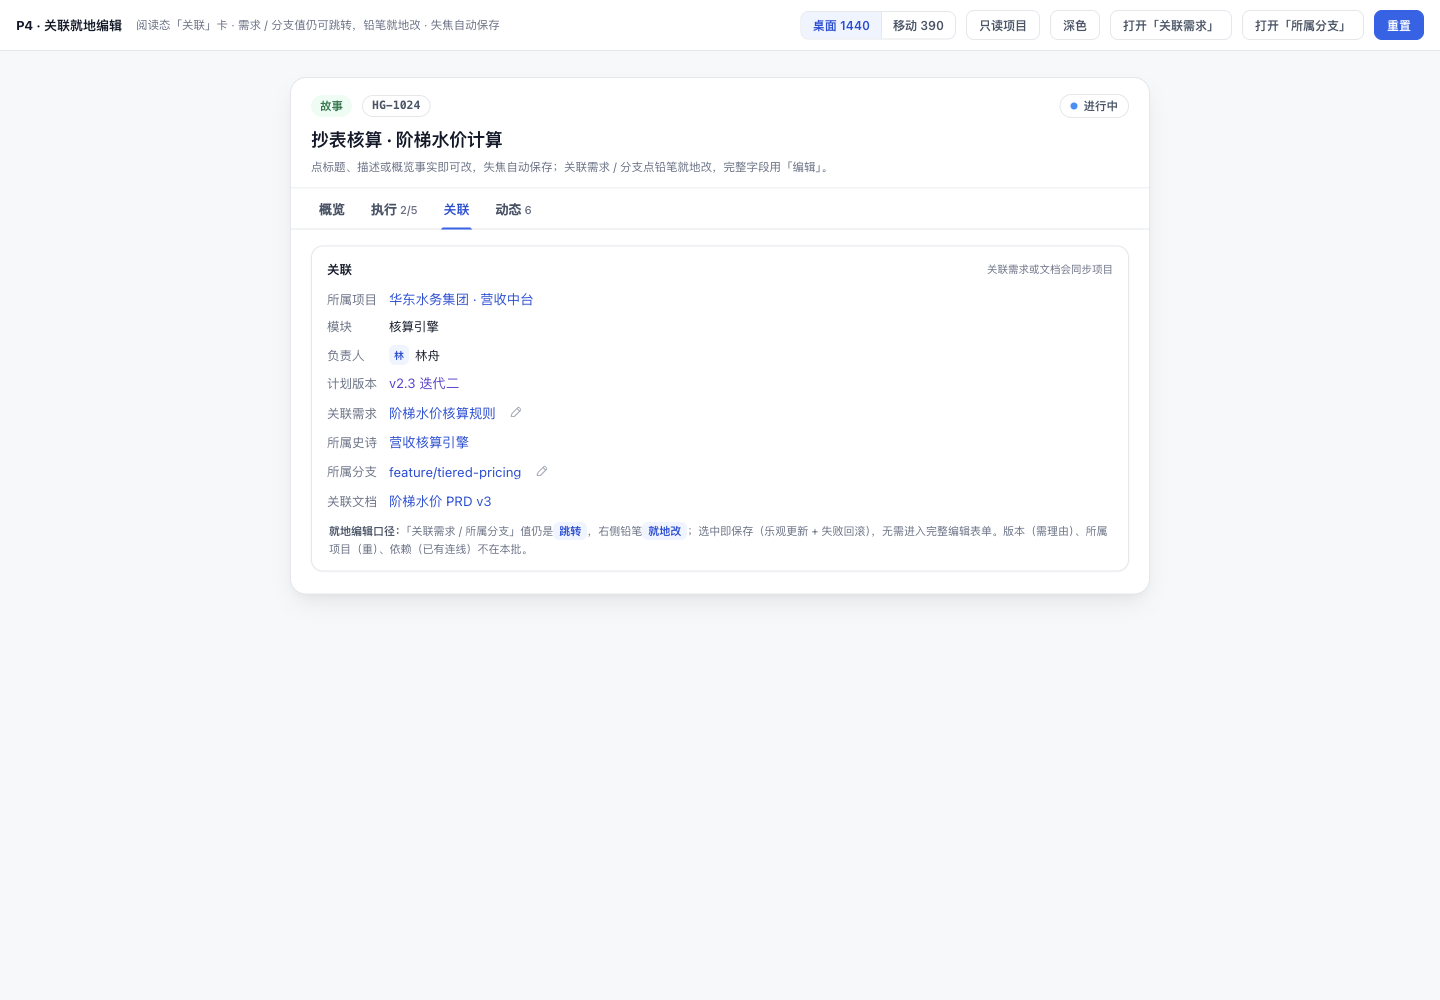 P4 · 关联就地编辑 阅读态「关联」卡 · 需求 / 分支值仍可跳转，铅笔就地改 · 失焦自动保存 桌面 1440 移动 390 只读项目 深色 打开「关联需求」 打开「所属分支」 重置
故事 HG-1024 进行中
抄表核算 · 阶梯水价计算
点标题、描述或概览事实即可改，失焦自动保存；关联需求 / 分支点铅笔就地改，完整字段用「编辑」。
概览 执行 2/5 关联 动态 6
关联 关联需求或文档会同步项目
所属项目 华东水务集团 · 营收中台
模块 核算引擎
负责人 林 林舟
计划版本 v2.3 迭代二
关联需求 阶梯水价核算规则
所属史诗 营收核算引擎
所属分支 feature/tiered-pricing
关联文档 阶梯水价 PRD v3
就地编辑口径：「关联需求 / 所属分支」值仍是 跳转 ，右侧铅笔 就地改 ；选中即保存（乐观更新 + 失败回滚），无需进入完整编辑表单。版本（需理由）、所属
项目（重）、依赖（已有连线）不在本批。